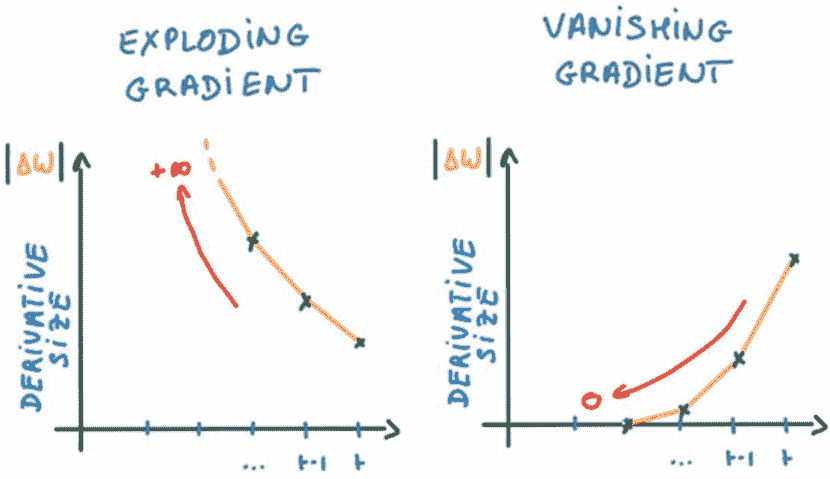 EXPLODING
GRADIENT
|ΔW|
+∞
DERIVATIVE
SIZE
... t-1 t
VANISHING
GRADIENT
|ΔW|
0
DERIVATIVE
SIZE
... t-1 t